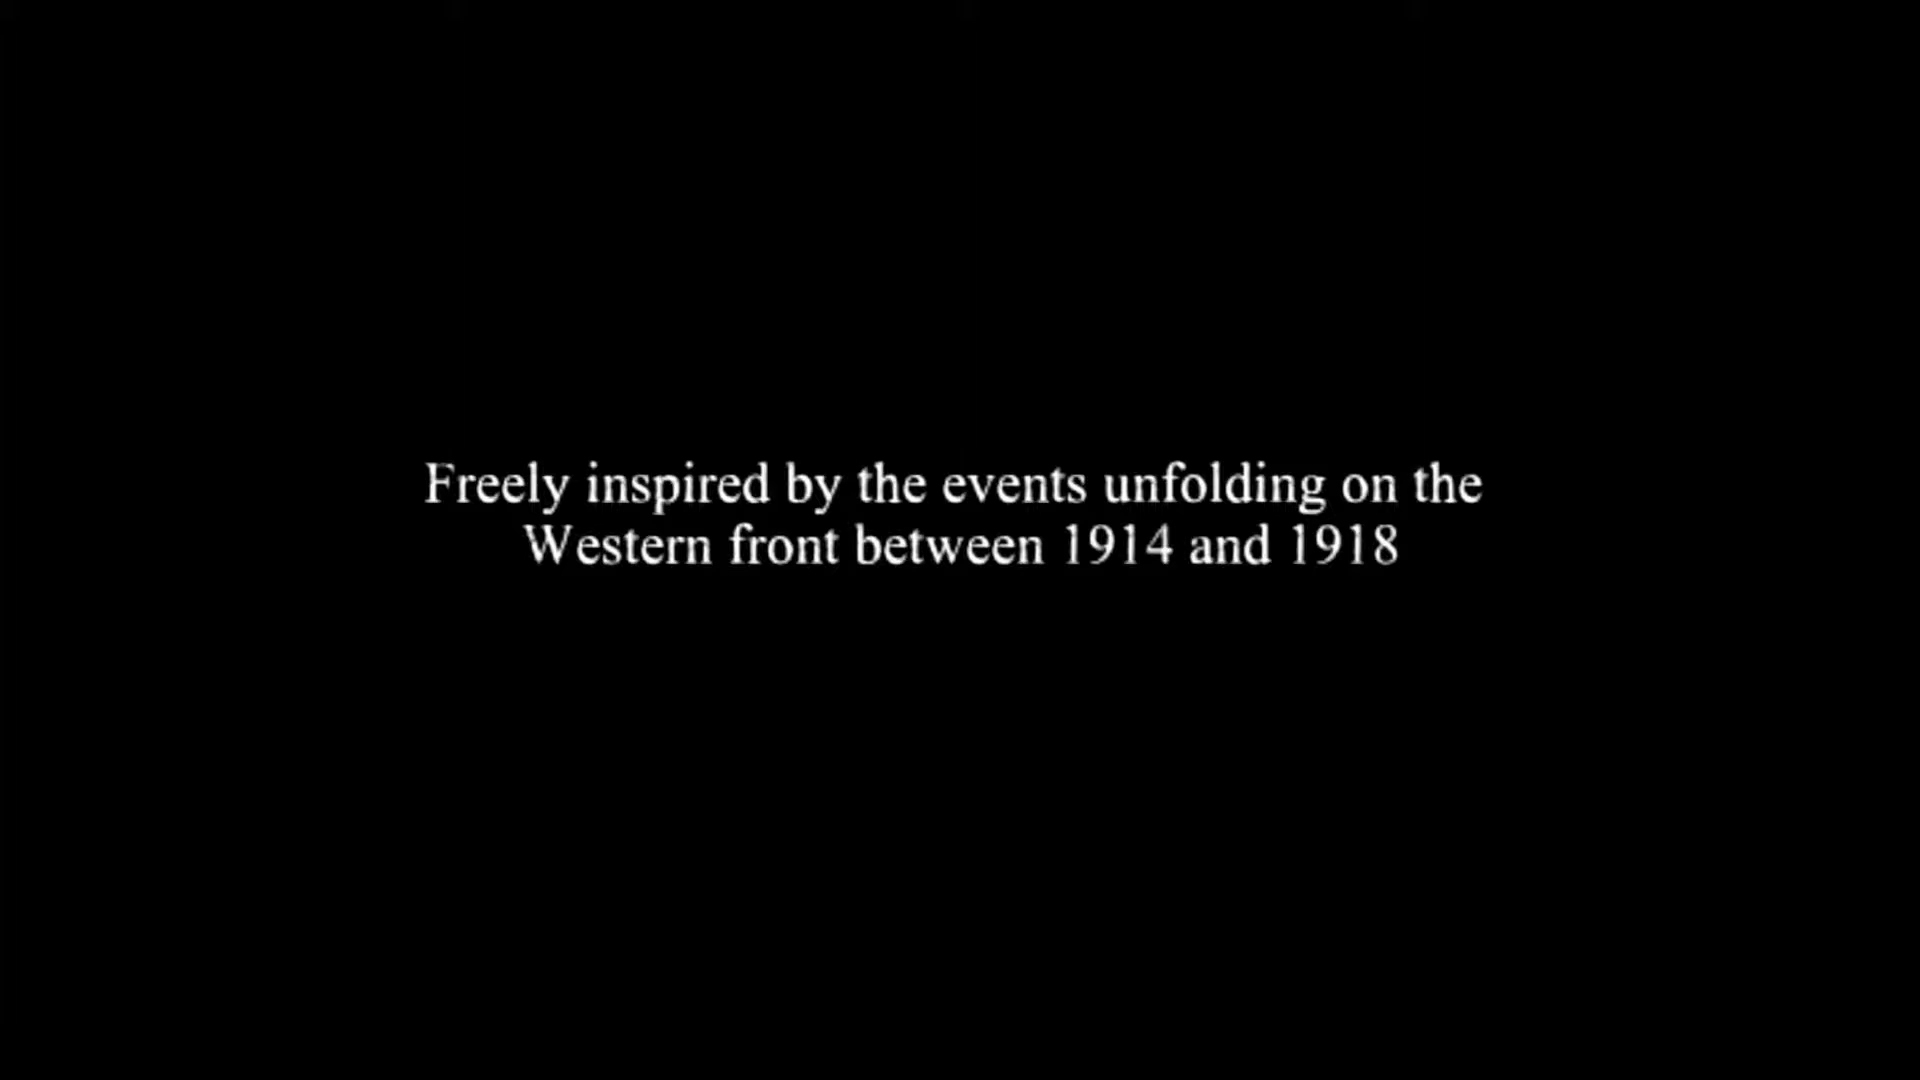 Freely inspired by the events unfolding on the
Western front between 1914 and 1918